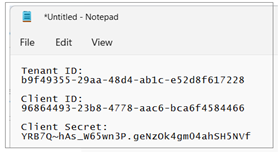 *Untitled - Notepad
File Edit View
Tenant ID:
b9f49355-29aa-48d4-ab1c-e52d8f617228
Client ID:
96864493-23b8-4778-aac6-bca6f4584466
Client Secret:
YRB7Q~hAS_W65wn3P.geNzOk4gm04ahSH5NVf